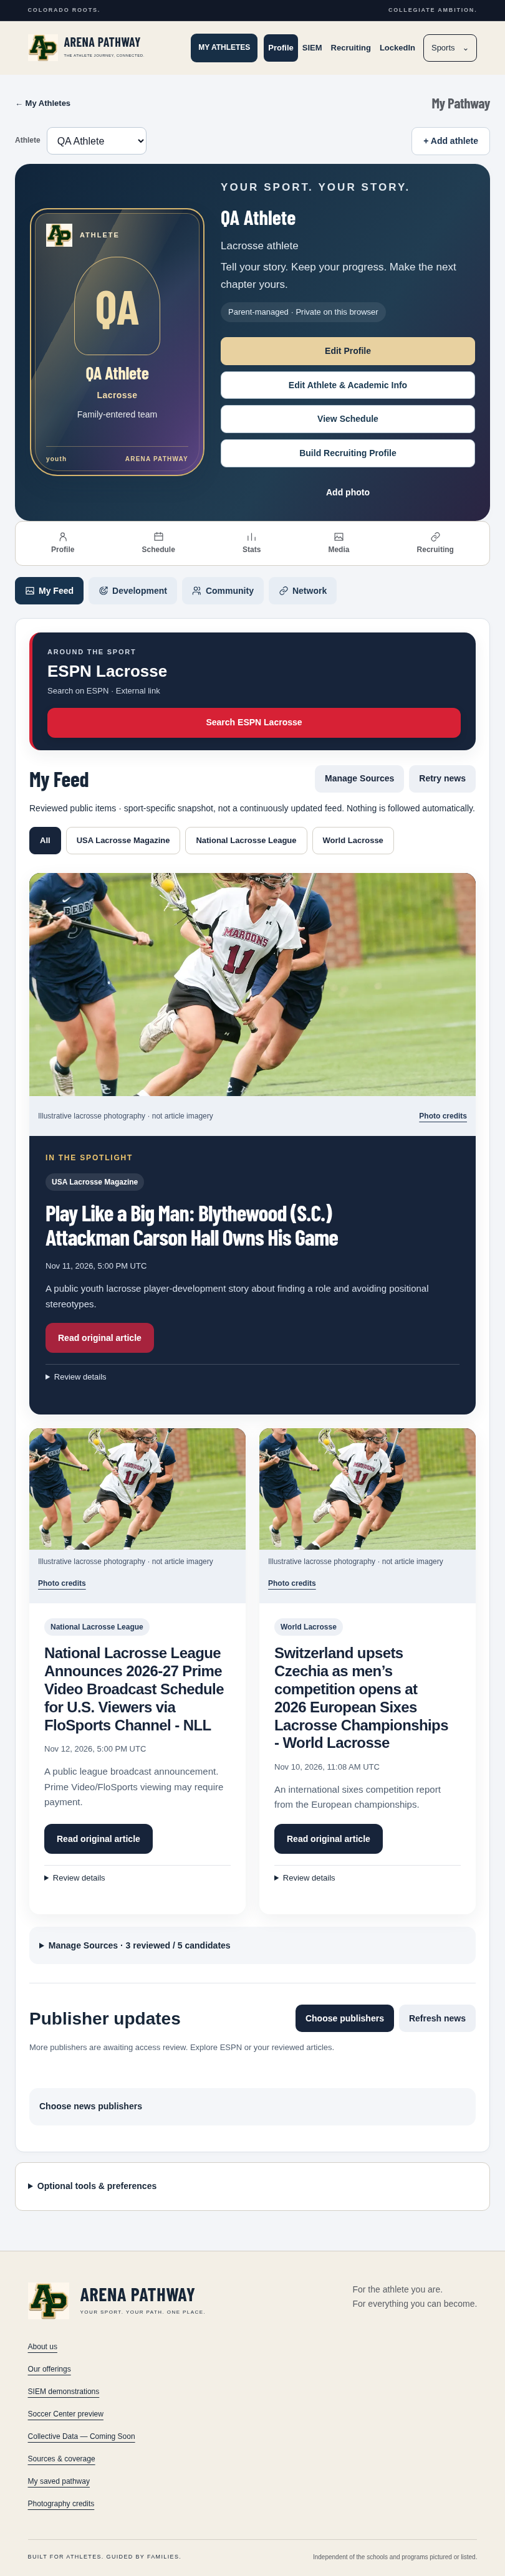 COLORADO ROOTS.
COLLEGIATE AMBITION.
AP
ARENA PATHWAY
THE ATHLETE JOURNEY, CONNECTED.
MY ATHLETES
Profile
SIEM
Recruiting
LockedIn
Sports
← My Athletes
My Pathway
Athlete
QA Athlete
+ Add athlete
AP
ATHLETE
QA
QA Athlete
Lacrosse
Family-entered team
youth
ARENA PATHWAY
YOUR SPORT. YOUR STORY.
QA Athlete
Lacrosse athlete
Tell your story. Keep your progress. Make the next
chapter yours.
Parent-managed · Private on this browser
Edit Profile
Edit Athlete & Academic Info
View Schedule
Build Recruiting Profile
Add photo
Profile
Schedule
Stats
Media
Recruiting
My Feed
Development
Community
Network
AROUND THE SPORT
ESPN Lacrosse
Search on ESPN · External link
Search ESPN Lacrosse
My Feed
Manage Sources
Retry news
Reviewed public items · sport-specific snapshot, not a continuously updated feed. Nothing is followed automatically.
All
USA Lacrosse Magazine
National Lacrosse League
World Lacrosse
BERR
MAROONS
11
Illustrative lacrosse photography · not article imagery
Photo credits
IN THE SPOTLIGHT
USA Lacrosse Magazine
Play Like a Big Man: Blythewood (S.C.)
Attackman Carson Hall Owns His Game
Nov 11, 2026, 5:00 PM UTC
A public youth lacrosse player-development story about finding a role and avoiding positional
stereotypes.
Read original article
▶ Review details
Illustrative lacrosse photography · not article imagery
Photo credits
National Lacrosse League
National Lacrosse League
Announces 2026-27 Prime
Video Broadcast Schedule
for U.S. Viewers via
FloSports Channel - NLL
Nov 12, 2026, 5:00 PM UTC
A public league broadcast announcement.
Prime Video/FloSports viewing may require
payment.
Read original article
▶ Review details
Illustrative lacrosse photography · not article imagery
Photo credits
World Lacrosse
Switzerland upsets
Czechia as men’s
competition opens at
2026 European Sixes
Lacrosse Championships
- World Lacrosse
Nov 10, 2026, 11:08 AM UTC
An international sixes competition report
from the European championships.
Read original article
▶ Review details
▶ Manage Sources · 3 reviewed / 5 candidates
Publisher updates
Choose publishers
Refresh news
More publishers are awaiting access review. Explore ESPN or your reviewed articles.
Choose news publishers
▶ Optional tools & preferences
AP
ARENA PATHWAY
YOUR SPORT. YOUR PATH. ONE PLACE.
For the athlete you are.
For everything you can become.
About us
Our offerings
SIEM demonstrations
Soccer Center preview
Collective Data — Coming Soon
Sources & coverage
My saved pathway
Photography credits
BUILT FOR ATHLETES. GUIDED BY FAMILIES.
Independent of the schools and programs pictured or listed.